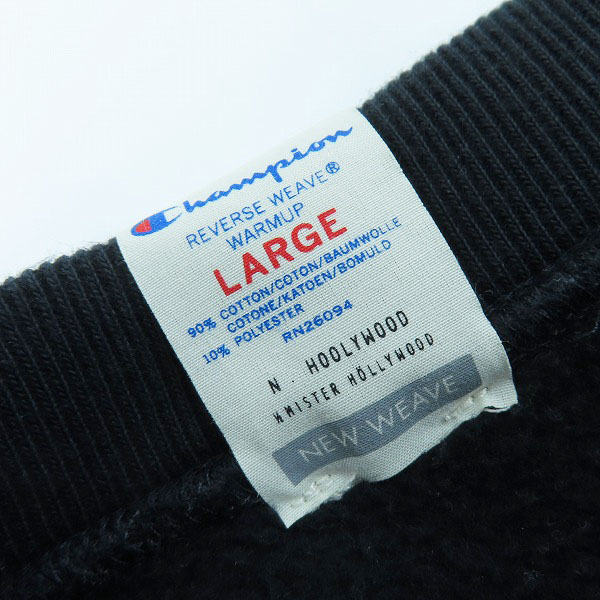 Champion
REVERSE WEAVE®
WARMUP
LARGE
90% COTTON/COTON/BAUMWOLLE
COTONE/KATOEN/BOMULD
10% POLYESTER
RN26094
N. HOOLYWOOD
MISTER HOLLYWOOD
NEW WEAVE